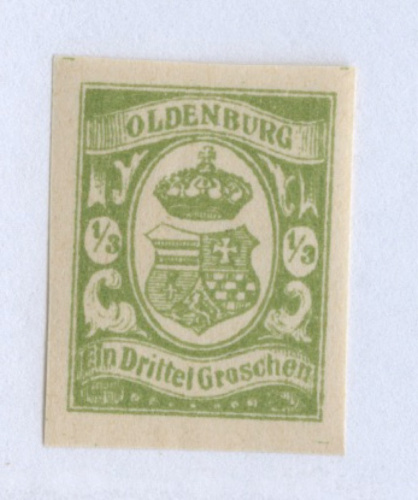 OLDENBURG
1/3 1/3
Ein Drittel Groschen